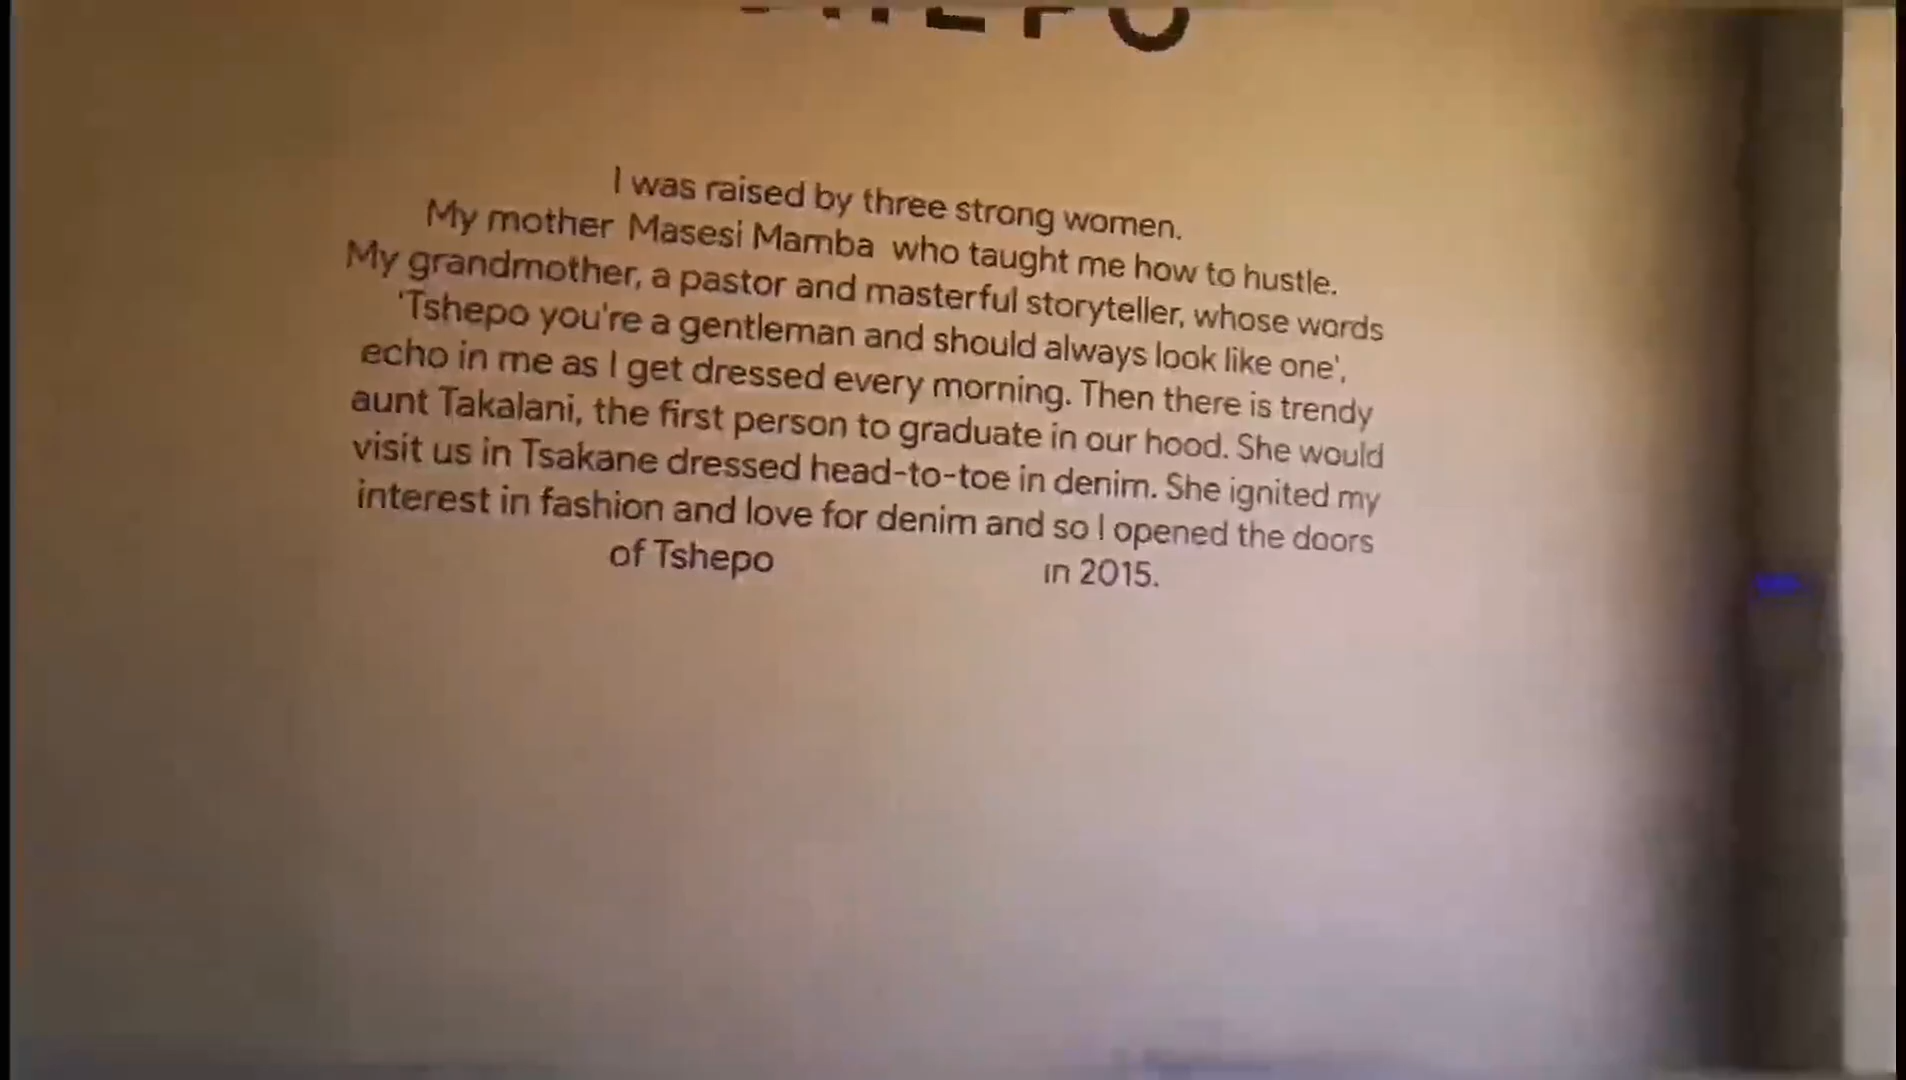 I was raised by three strong women.
My mother Masesi Mamba who taught me how to hustle.
My grandmother, a pastor and masterful storyteller, whose words
'Tshepo you're a gentleman and should always look like one',
echo in me as I get dressed every morning. Then there is trendy
aunt Takalani, the first person to graduate in our hood. She would
visit us in Tsakane dressed head-to-toe in denim. She ignited my
interest in fashion and love for denim and so I opened the doors
of Tshepo in 2015.